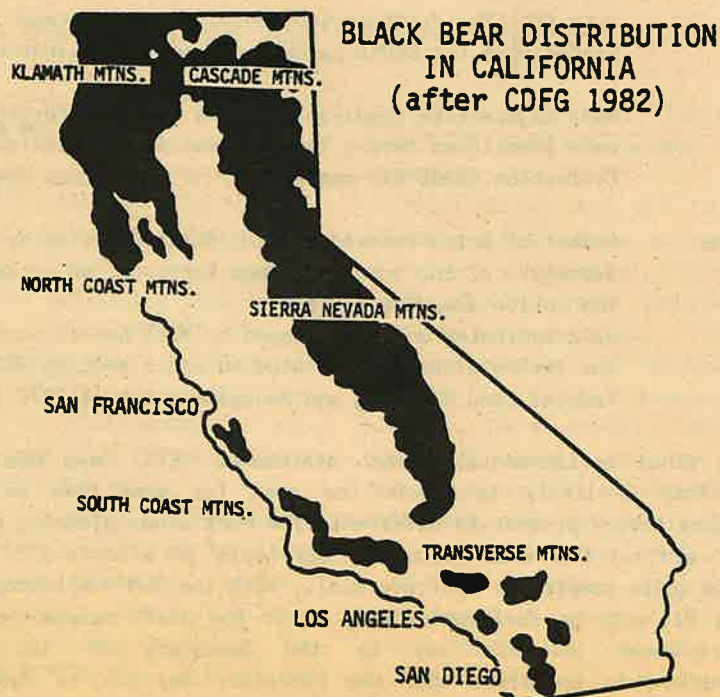 BLACK BEAR DISTRIBUTION
IN CALIFORNIA
(after CDFG 1982)
KLAMATH MTNS.
CASCADE MTNS.
NORTH COAST MTNS.
SIERRA NEVADA MTNS.
SAN FRANCISCO
SOUTH COAST MTNS.
TRANSVERSE MTNS.
LOS ANGELES
SAN DIEGO